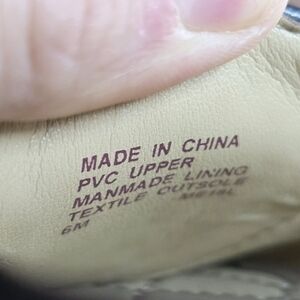 MADE IN CHINA
PVC UPPER
MANMADE LINING
TEXTILE OUTSOLE
6M